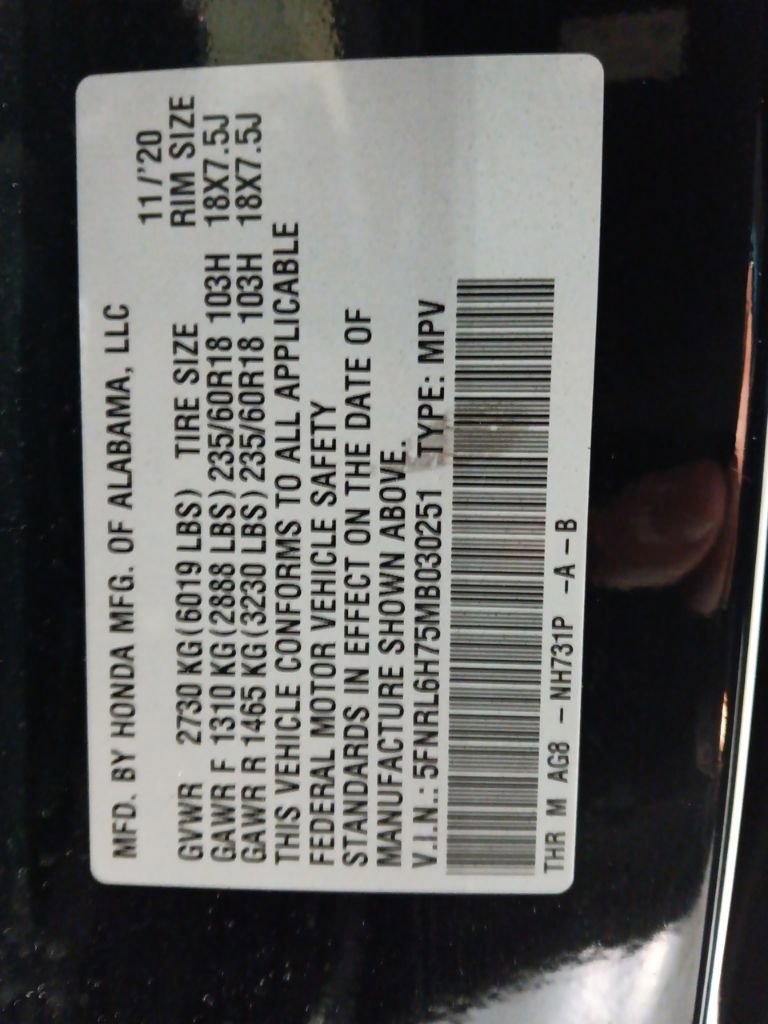 MFD. BY HONDA MFG. OF ALABAMA, LLC
11/'20
GVWR 2730 KG(6019 LBS) TIRE SIZE RIM SIZE
GAWR F 1310 KG(2888 LBS) 235/60R18 103H 18X7.5J
GAWR R 1465 KG(3230 LBS) 235/60R18 103H 18X7.5J
THIS VEHICLE CONFORMS TO ALL APPLICABLE
FEDERAL MOTOR VEHICLE SAFETY
STANDARDS IN EFFECT ON THE DATE OF
MANUFACTURE SHOWN ABOVE.
V.I.N.: 5FNRL6H75MB030251 TYPE: MPV
THR M AG8 - NH731P -A-B